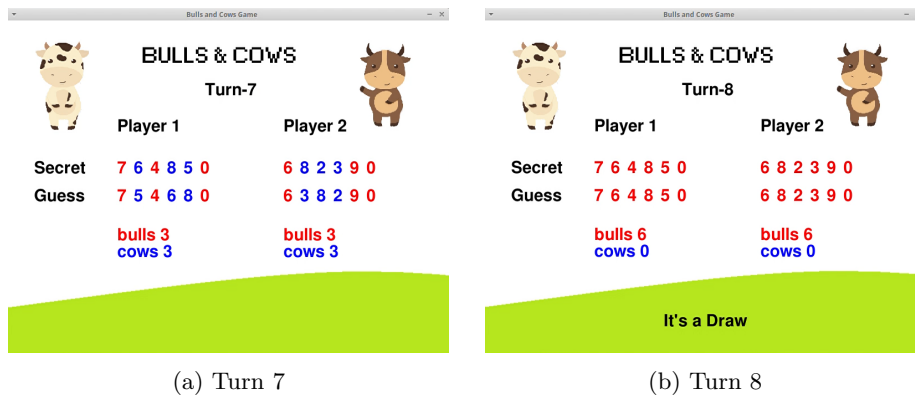 Bulls and Cows Game
BULLS & COWS
Turn-7
Player 1 Player 2
Secret 7 6 4 8 5 0 6 8 2 3 9 0
Guess 7 5 4 6 8 0 6 3 8 2 9 0
bulls 3 bulls 3
cows 3 cows 3
(a) Turn 7
Bulls and Cows Game
BULLS & COWS
Turn-8
Player 1 Player 2
Secret 7 6 4 8 5 0 6 8 2 3 9 0
Guess 7 6 4 8 5 0 6 8 2 3 9 0
bulls 6 bulls 6
cows 0 cows 0
It's a Draw
(b) Turn 8